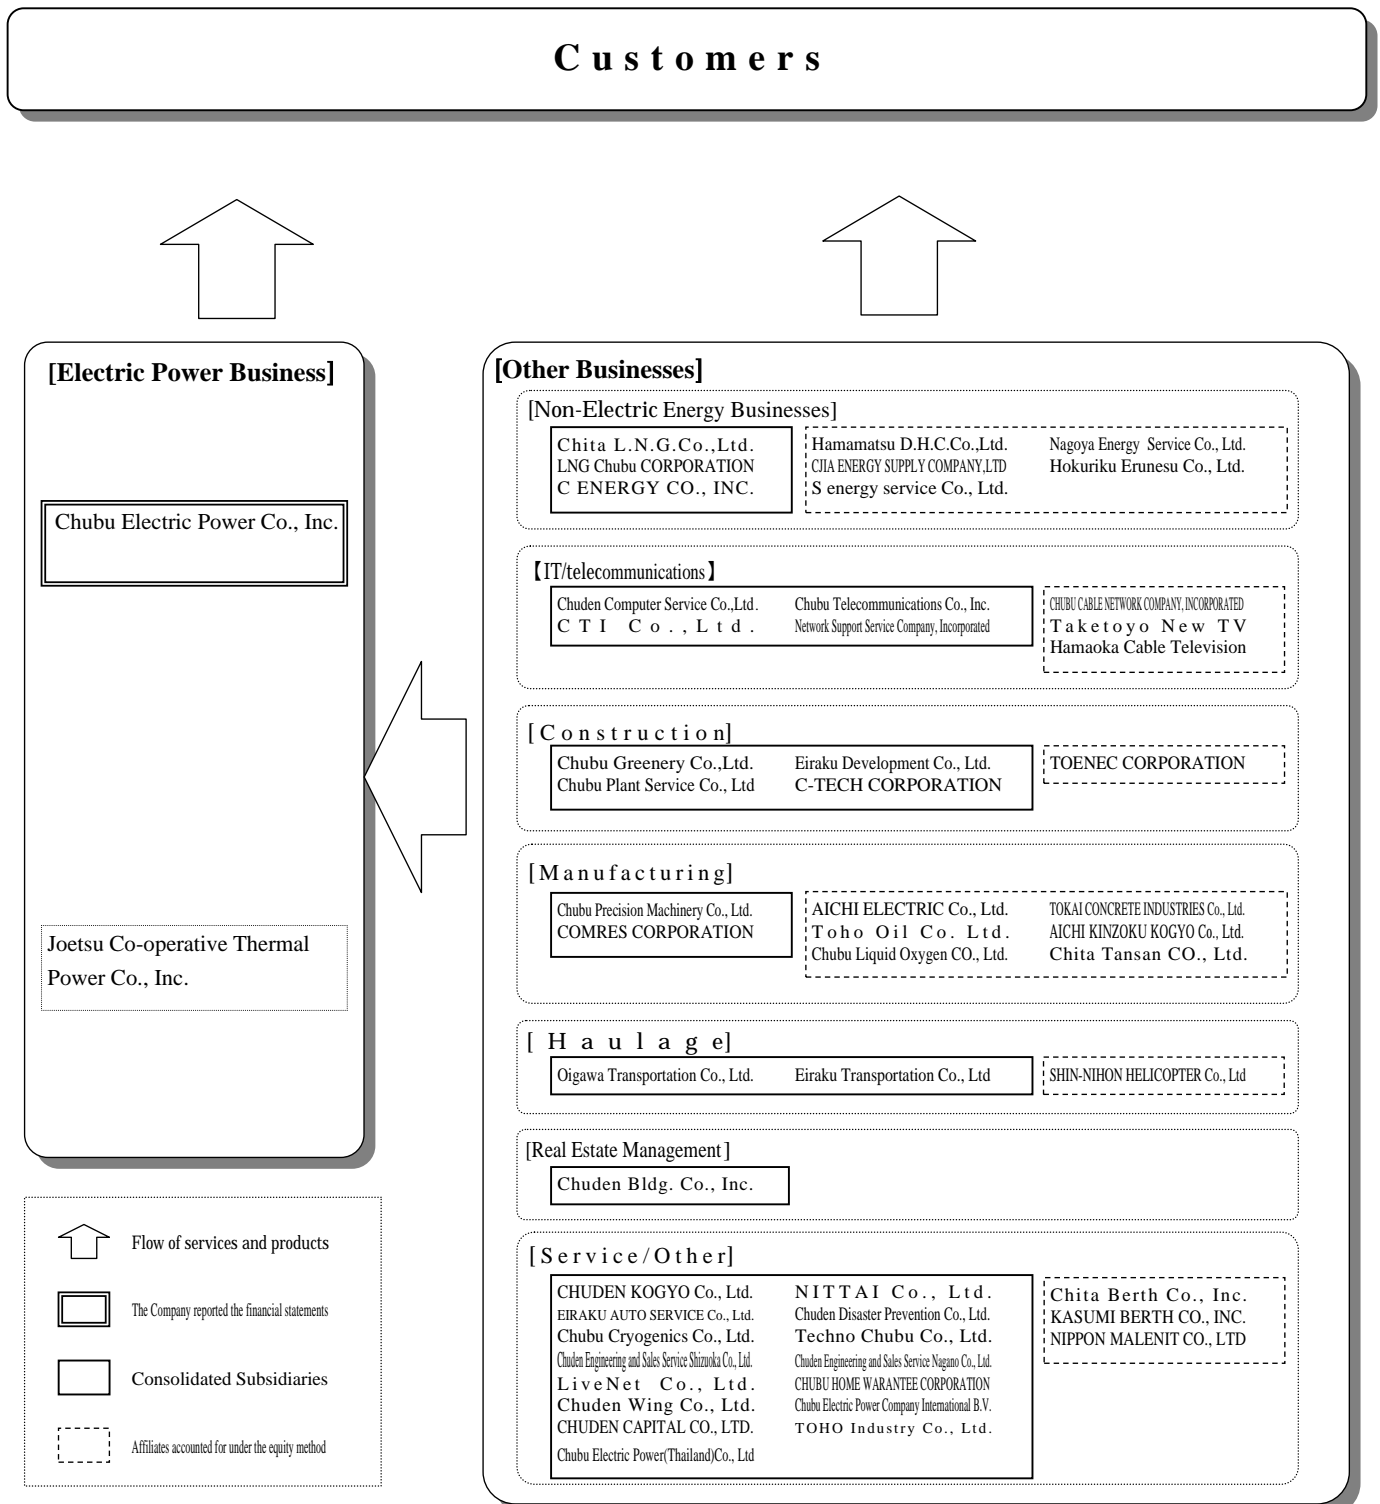 Customers
[Electric Power Business]
Chubu Electric Power Co., Inc.
Joetsu Co-operative Thermal
Power Co., Inc.
Flow of services and products
The Company reported the financial statements
Consolidated Subsidiaries
Affiliates accounted for under the equity method
[Other Businesses]
[Non-Electric Energy Businesses]
Chita L.N.G.Co.,Ltd.
LNG Chubu CORPORATION
C ENERGY CO., INC.
Hamamatsu D.H.C.Co.,Ltd. Nagoya Energy Service Co., Ltd.
CJIA ENERGY SUPPLY COMPANY,LTD Hokuriku Erunesu Co., Ltd.
S energy service Co., Ltd.
【IT/telecommunications】
Chuden Computer Service Co.,Ltd. Chubu Telecommunications Co., Inc.
CTI Co.,Ltd. Network Support Service Company, Incorporated
CHUBU CABLE NETWORK COMPANY, INCORPORATED
Taketoyo New TV
Hamaoka Cable Television
[Construction]
Chubu Greenery Co.,Ltd. Eiraku Development Co., Ltd.
Chubu Plant Service Co., Ltd C-TECH CORPORATION
TOENEC CORPORATION
[Manufacturing]
Chubu Precision Machinery Co., Ltd.
COMRES CORPORATION
AICHI ELECTRIC Co., Ltd. TOKAI CONCRETE INDUSTRIES Co., Ltd.
Toho Oil Co. Ltd. AICHI KINZOKU KOGYO Co., Ltd.
Chubu Liquid Oxygen CO., Ltd. Chita Tansan CO., Ltd.
[Haulage]
Oigawa Transportation Co., Ltd. Eiraku Transportation Co., Ltd
SHIN-NIHON HELICOPTER Co., Ltd
[Real Estate Management]
Chuden Bldg. Co., Inc.
[Service/Other]
CHUDEN KOGYO Co., Ltd. NITTAI Co., Ltd.
EIRAKU AUTO SERVICE Co., Ltd. Chuden Disaster Prevention Co., Ltd.
Chubu Cryogenics Co., Ltd. Techno Chubu Co., Ltd.
Chuden Engineering and Sales Service Shizuoka Co., Ltd. Chuden Engineering and Sales Service Nagano Co., Ltd.
LiveNet Co., Ltd. CHUBU HOME WARANTEE CORPORATION
Chuden Wing Co., Ltd. Chubu Electric Power Company International B.V.
CHUDEN CAPITAL CO., LTD. TOHO Industry Co., Ltd.
Chubu Electric Power(Thailand)Co., Ltd
Chita Berth Co., Inc.
KASUMI BERTH CO., INC.
NIPPON MALENIT CO., LTD